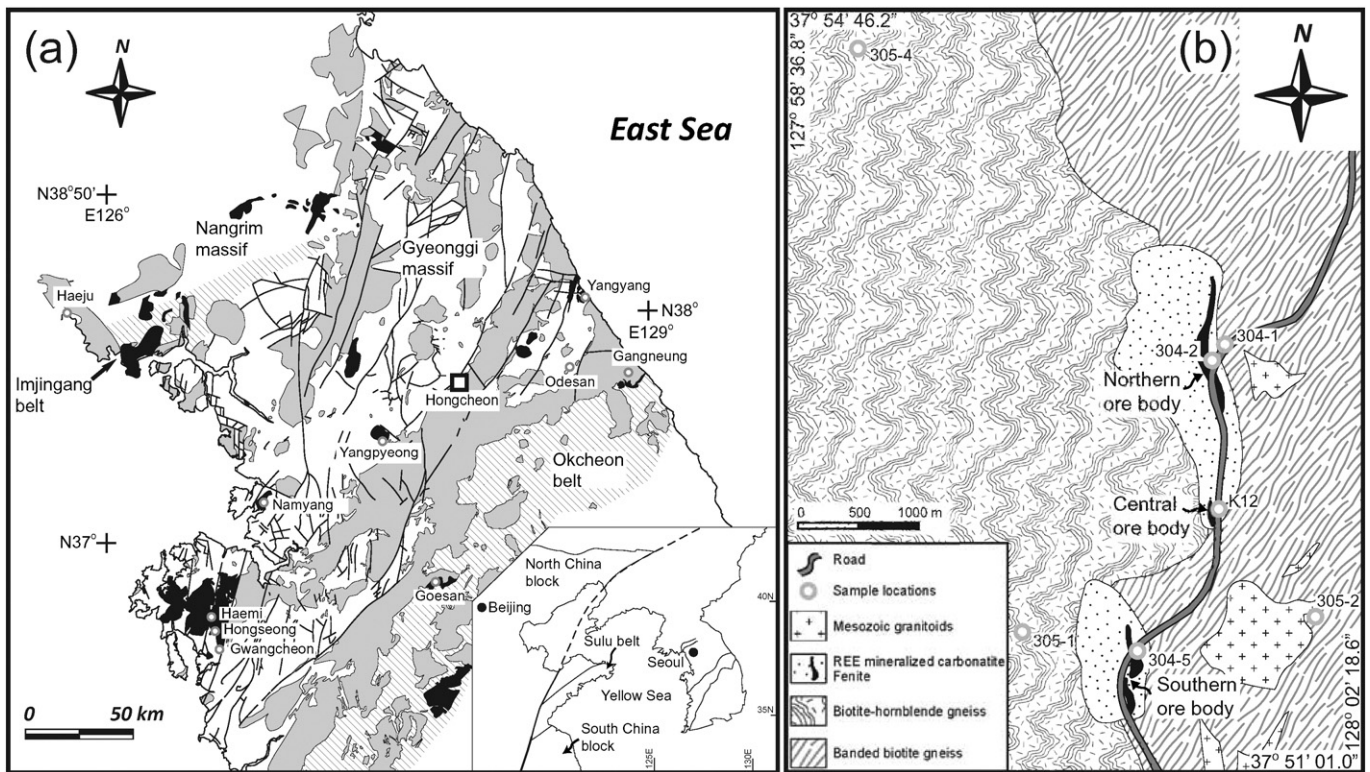 (a)
N
East Sea
N38°50'
E126°
Nangrim
massif
Gyeonggi
massif
Haeju
Yangyang
N38°
E129°
Gangneung
Odesan
Imjingang
belt
Hongcheon
Yangpyeong
Okcheon
belt
Namyang
N37°
Goesan
Haemi
Hongseong
Gwangcheon
0 50 km
North China
block
Beijing
40N
Sulu belt
Seoul
Yellow Sea
35N
South China
block
125E
130E
(b)
N
37° 54' 46.2"
127° 58' 36.8"
305-4
304-1
304-2
Northern
ore body
Central
ore body
K12
0 500 1000 m
305-2
305-1
304-5
Southern
ore body
128° 02' 18.6"
37° 51' 01.0"
Road
Sample locations
Mesozoic granitoids
REE mineralized carbonatite
Fenite
Biotite-hornblende gneiss
Banded biotite gneiss